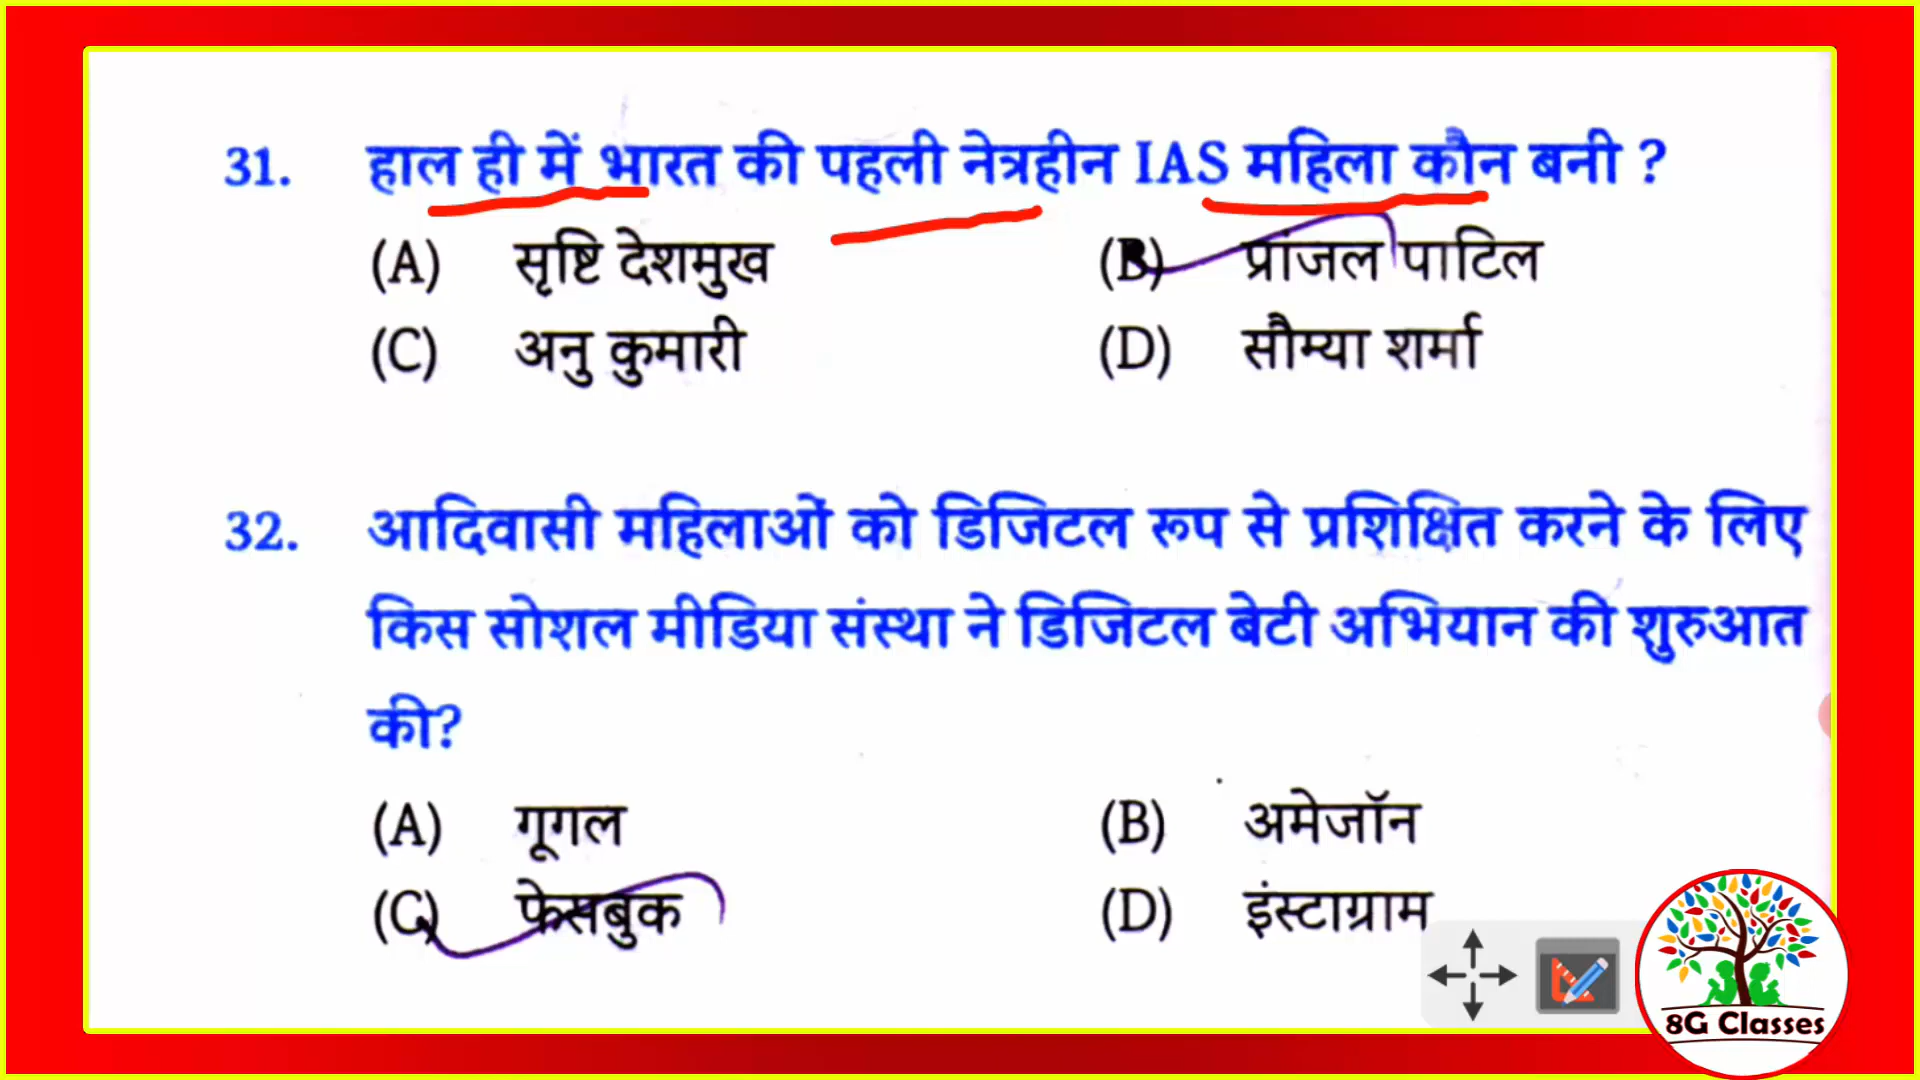 31. हाल ही में भारत की पहली नेत्रहीन IAS महिला कौन बनी ?
(A) सृष्टि देशमुख (B) प्रांजल पाटिल
(C) अनु कुमारी (D) सौम्या शर्मा
32. आदिवासी महिलाओं को डिजिटल रूप से प्रशिक्षित करने के लिए
किस सोशल मीडिया संस्था ने डिजिटल बेटी अभियान की शुरुआत
की?
(A) गूगल (B) अमेजॉन
(C) फेसबुक (D) इंस्टाग्राम
8G Classes